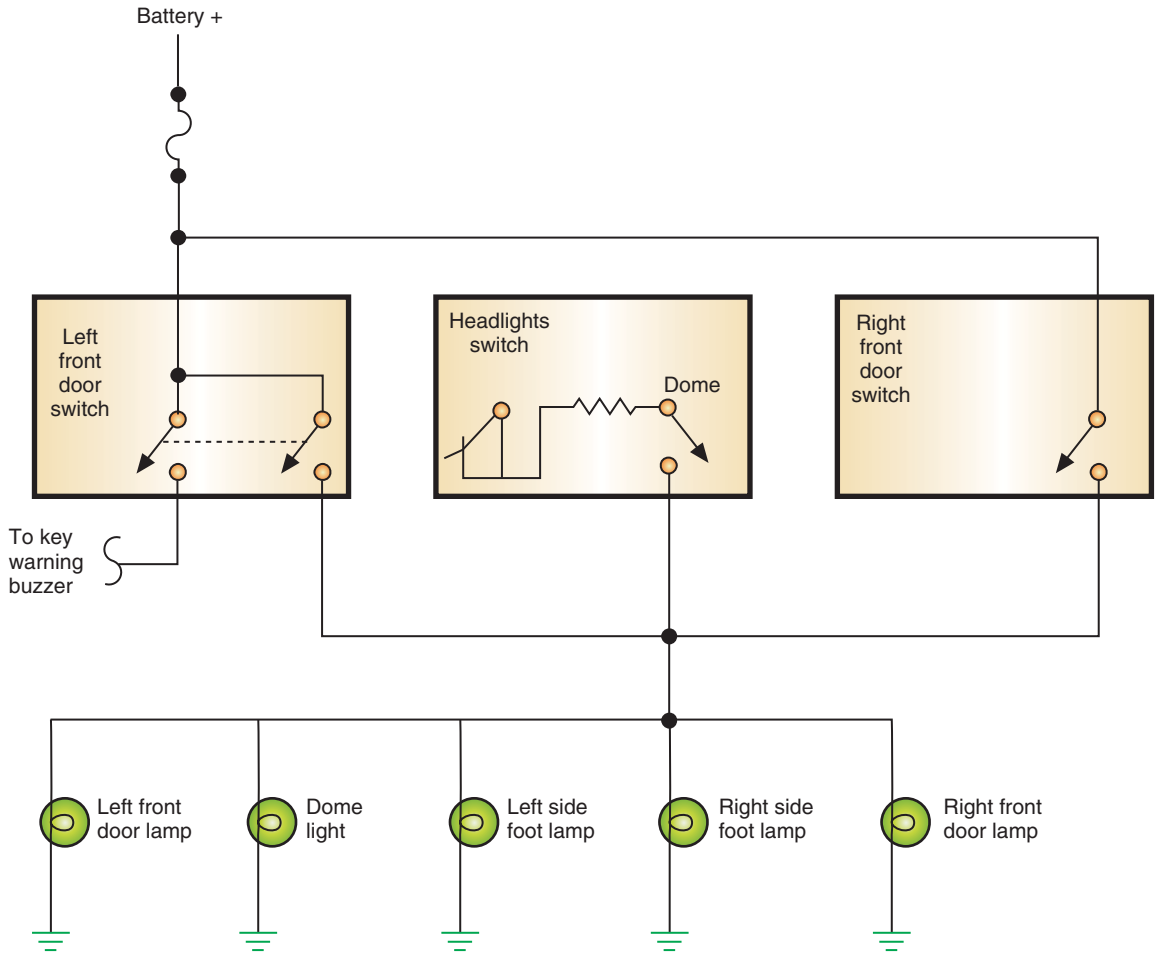 Battery +
Left
front
door
switch
Headlights
switch
Dome
Right
front
door
switch
To key
warning
buzzer
Left front
door lamp
Dome
light
Left side
foot lamp
Right side
foot lamp
Right front
door lamp